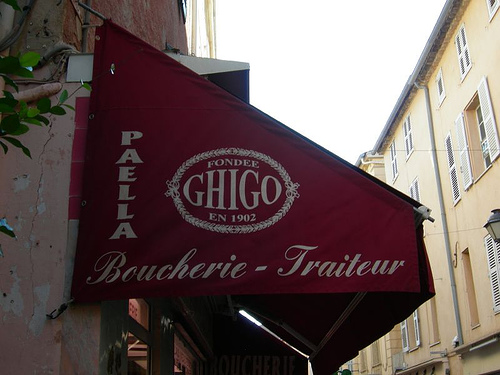 PAELLA
FONDEE
GHIGO
EN 1902
Boucherie - Traiteur
BOUCHERIE